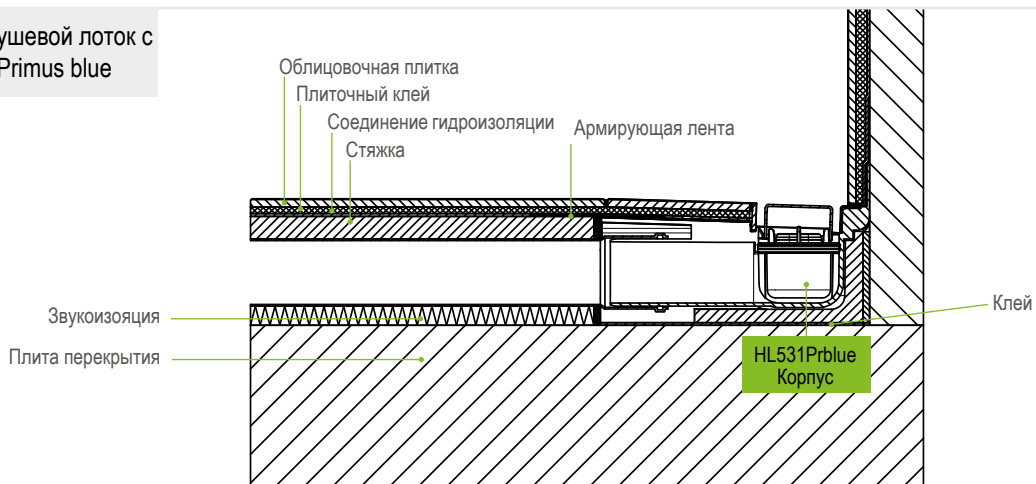 ушевой лоток с
Primus blue
Облицовочная плитка
Плиточный клей
Соединение гидроизоляции
Стяжка
Армирующая лента
Звукоизояция
Плита перекрытия
Клей
HL531Prblue
Корпус